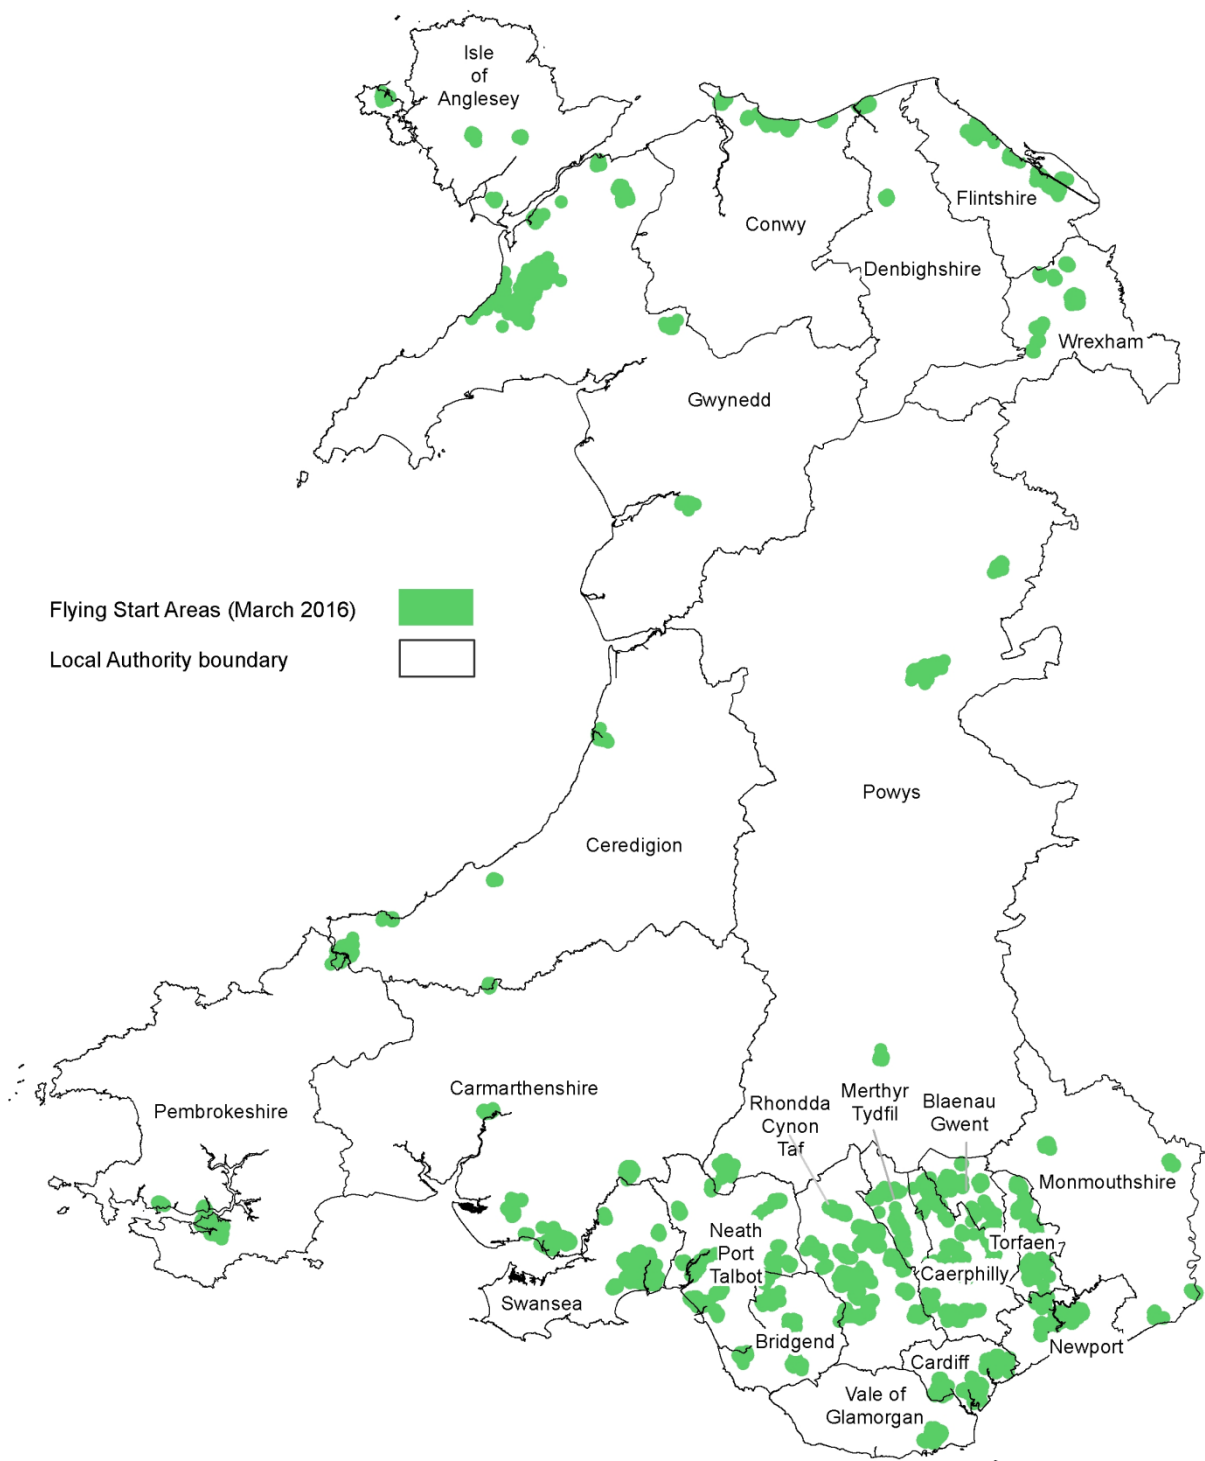 Isle
of
Anglesey
Flintshire
Conwy
Denbighshire
Wrexham
Gwynedd
Flying Start Areas (March 2016)
Local Authority boundary
Powys
Ceredigion
Carmarthenshire
Pembrokeshire
Rhondda
Cynon
Taf
Merthyr
Tydfil
Blaenau
Gwent
Monmouthshire
Neath
Port
Talbot
Torfaen
Caerphilly
Swansea
Bridgend
Newport
Cardiff
Vale of
Glamorgan